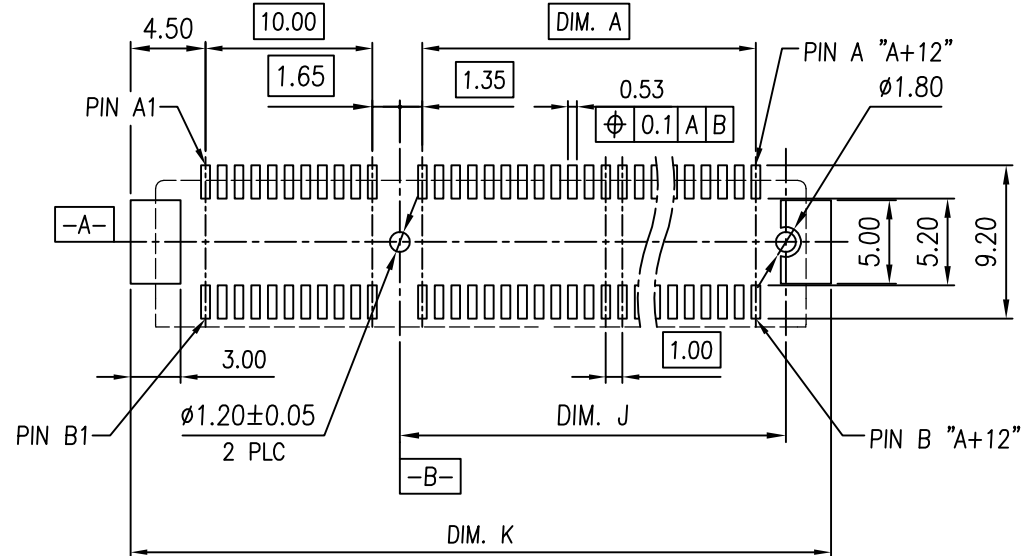 4.50
10.00
DIM. A
PIN A "A+12"
1.65
1.35
0.53
ø1.80
PIN A1
⌖ 0.1 A B
-A-
5.00
5.20
9.20
3.00
1.00
ø1.20±0.05
2 PLC
DIM. J
PIN B1
PIN B "A+12"
-B-
DIM. K